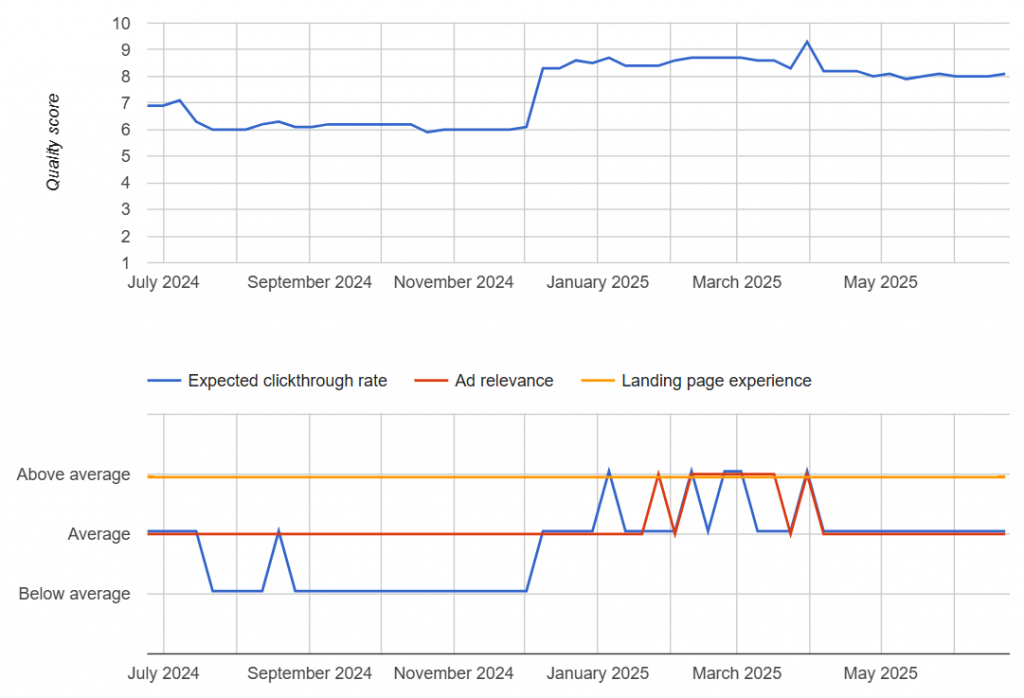 10
9
8
7
6
5
4
3
2
1
Quality score
July 2024 September 2024 November 2024 January 2025 March 2025 May 2025
Expected clickthrough rate Ad relevance Landing page experience
Above average
Average
Below average
July 2024 September 2024 November 2024 January 2025 March 2025 May 2025